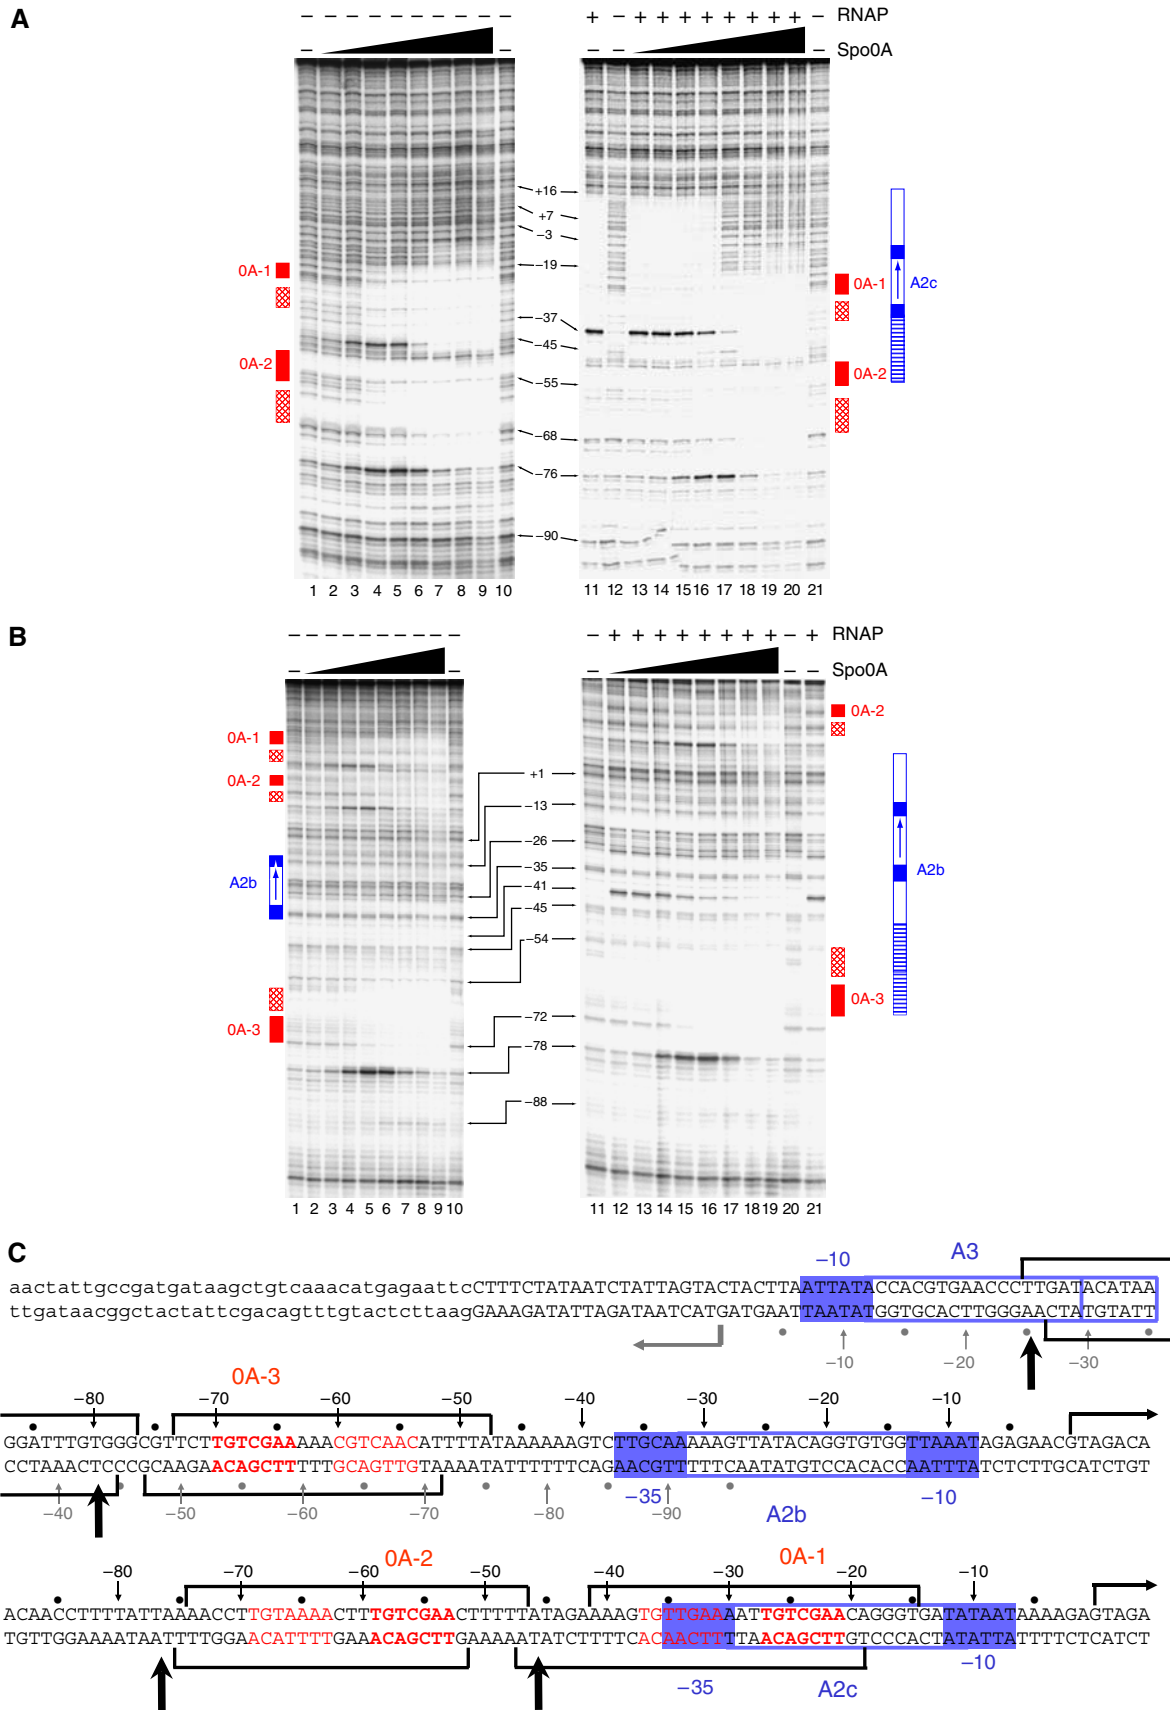 A
− − − − − − − − − −
+ − + + + + + + + + − RNAP
− −
− − − Spo0A
+16
+7
−3
0A-1
−19
0A-1
A2c
−37
−45
0A-2
0A-2
−55
−68
−76
−90
1 2 3 4 5 6 7 8 9 10
11 12 13 14 15 16 17 18 19 20 21
B
− − − − − − − − − −
− + + + + + + + + − + RNAP
− −
− − − Spo0A
0A-2
0A-1
+1
0A-2
−13
−26
−35
A2b
A2b
−41
−45
−54
0A-3
−72
0A-3
−78
−88
1 2 3 4 5 6 7 8 9 10
11 12 13 14 15 16 17 18 19 20 21
C
−10 A3
aactattgccgatgataagctgtcaaacatgagaattccCTTTCTATAATCTATTAGTACTACTTAATTATACCACGTGAACCCTTGATACATAA
ttgataacggctactattcgacagtttgtactcttaagGAAAGATATTAGATAATCATGATGAATTAATATGGTGCACTTGGGAACTATGTATT
−10 −20 −30
0A-3
−80 −70 −60 −50 −40 −30 −20 −10
GGATTTGTGGGCGTTCTTGTCGAAAAACGTCAACATTTTATAAAAAAGTCTTGCAAAAAGTTATACAGGTGTGGTTAAATAGAGAACGTAGACA
CCTAAACTCCCGCAAGAACAGCTTTTTGCAGTTGTAAAATATTTTTTCAGAACGTTTTTCAATATGTCCACACCAATTTATCTCTTGCATCTGT
−40 −50 −60 −70 −80 −90
−35 A2b −10
0A-2 0A-1
−80 −70 −60 −50 −40 −30 −20 −10
ACAACCTTTTATTAAAACCTTGTAAAACTTTGTCGAACTTTTTATAGAAAAGTGTTGAAAATTTGTCGAACAGGGTGATATAATAAAAGAGTAGA
TGTTGGAAAATAATTTTGGAACATTTTGAAACAGCTTGAAAAATATCTTTTCACAACTTTTAAACAGCTTGTCCCACTATATTATTTTCTCATCT
−35 A2c −10